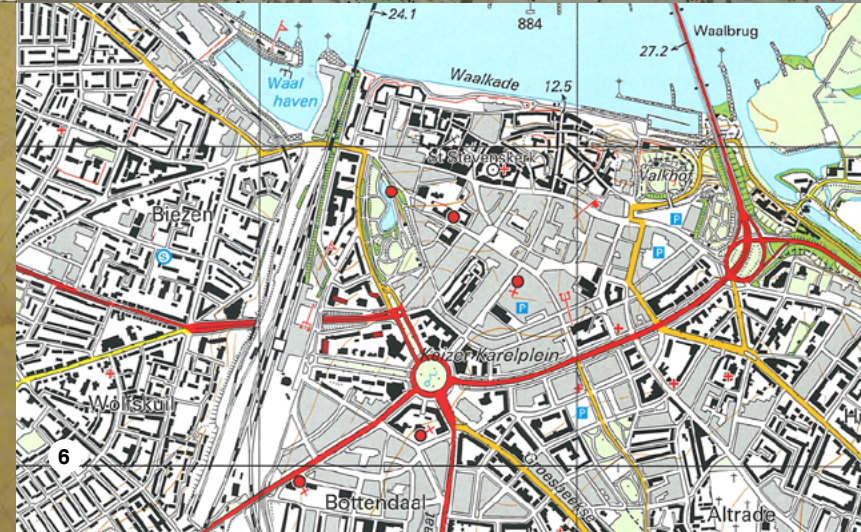 24.1
884
Waalbrug
27.2
Waalkade
12.5
Waal
haven
St Stevenskerk
Valkhof
Biezen
P
S
P
P
Keizer Karelplein
Wolfskuil
P
6
Groesbeek
Bottendaal
Altrade